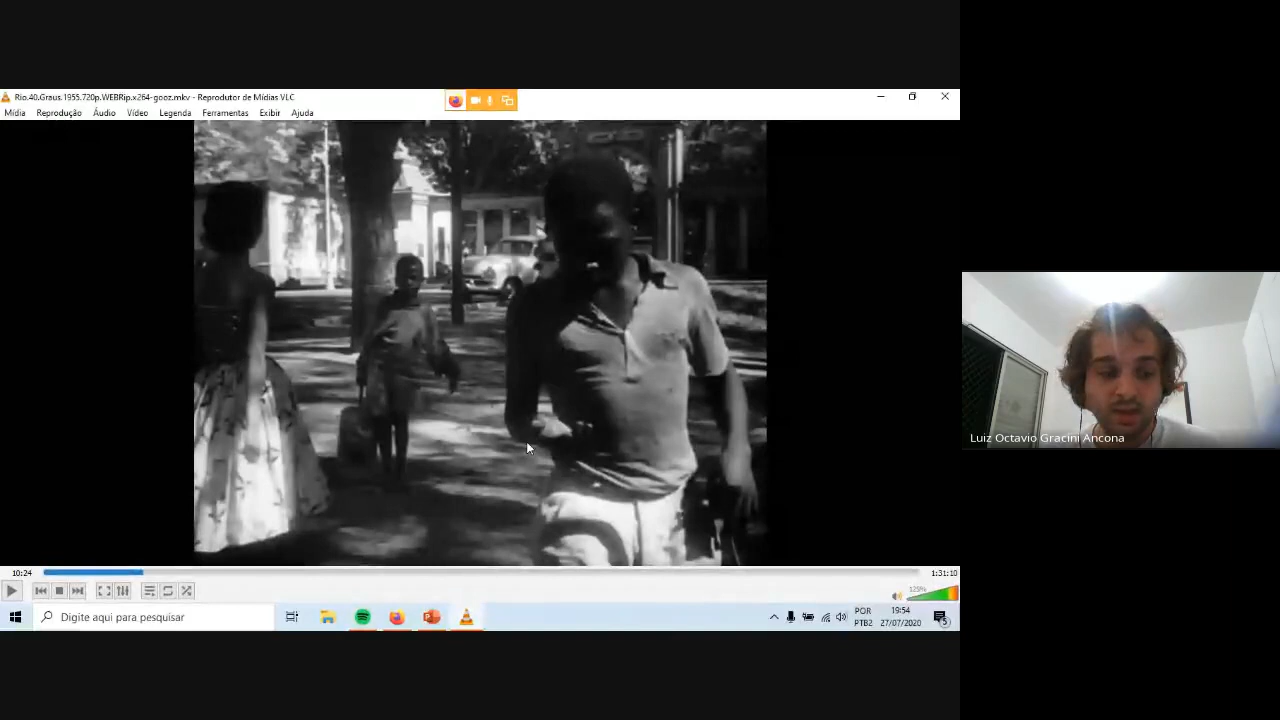 Rio.40.Graus.1955.720p.WEBRip.x264-gooz.mkv - Reprodutor de Mídias VLC
Mídia Reprodução Áudio Vídeo Legenda Ferramentas Exibir Ajuda
Luiz Octavio Gracini Ancona
10:24 1:31:10
125%
Digite aqui para pesquisar
POR 19:54
PTB2 27/07/2020 5